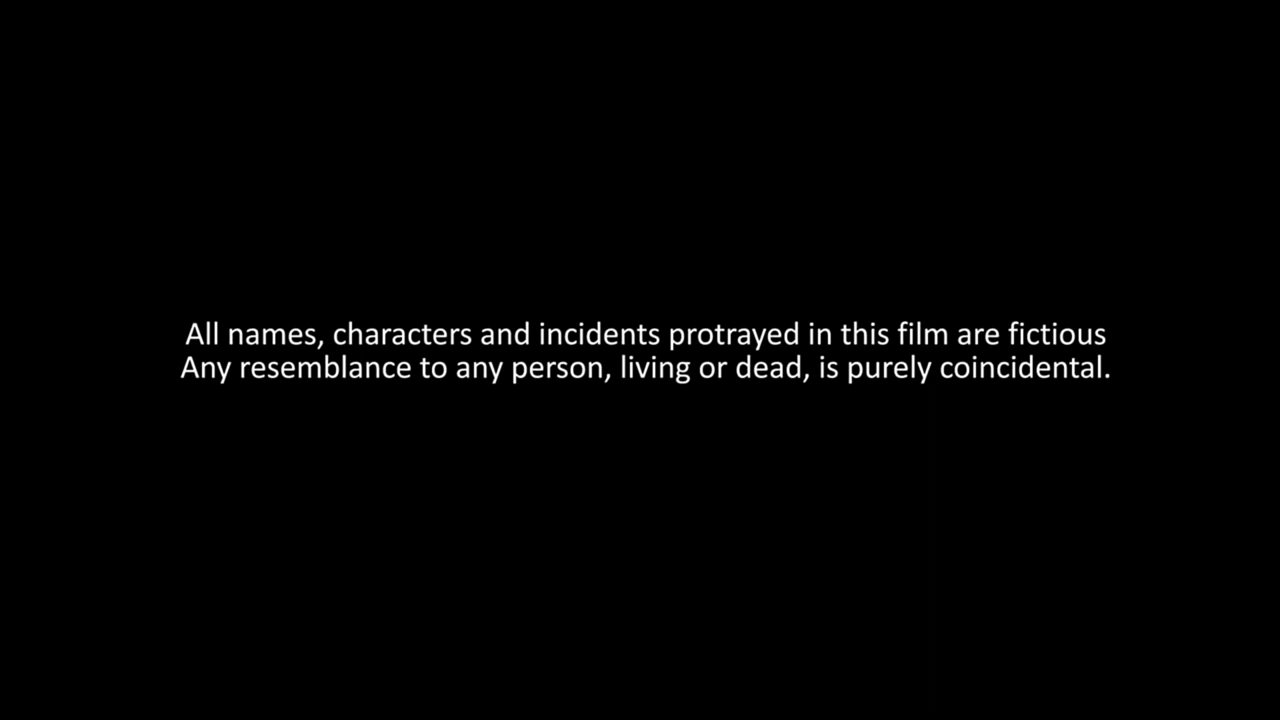 All names, characters and incidents protrayed in this film are fictious
Any resemblance to any person, living or dead, is purely coincidental.